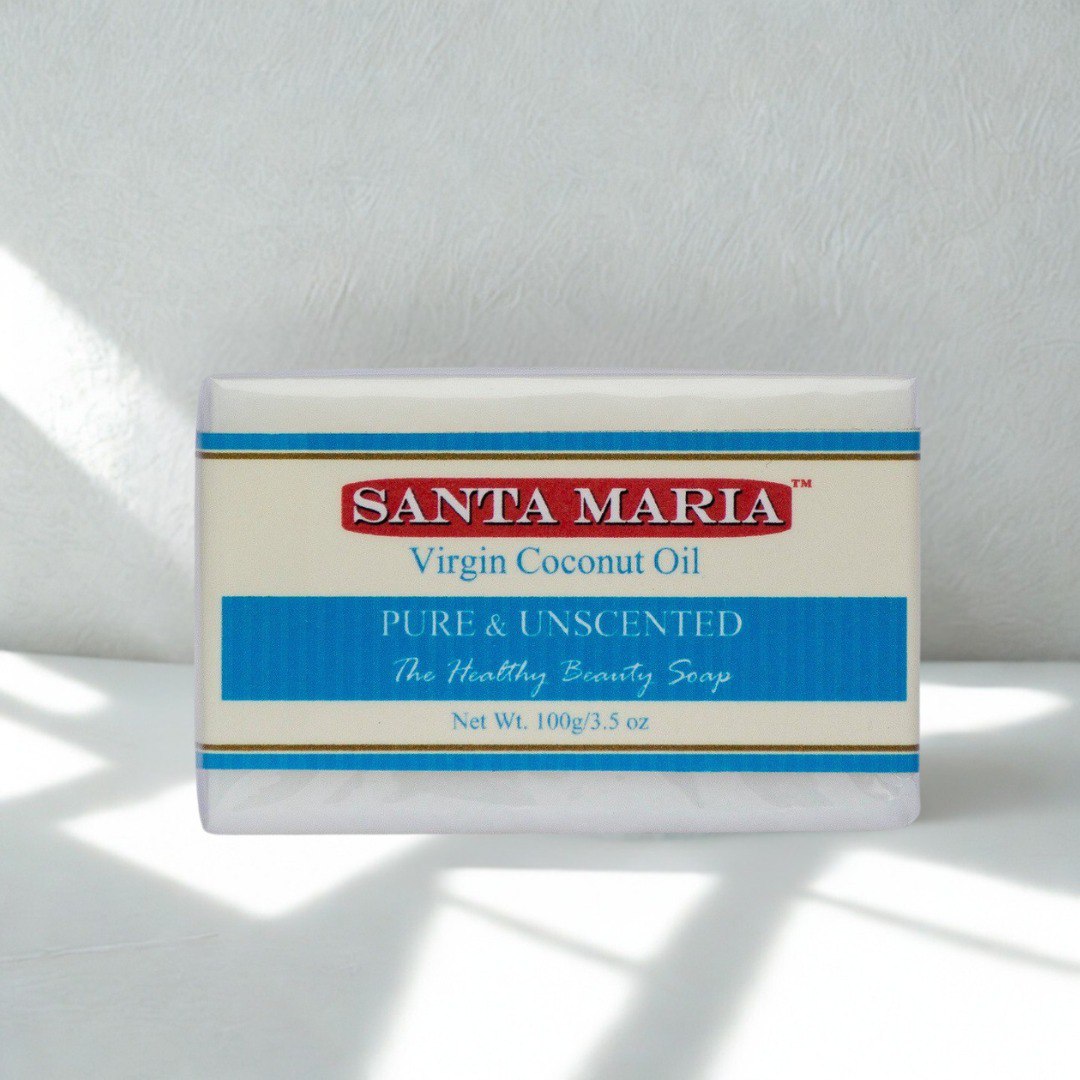 SANTA MARIA™
Virgin Coconut Oil
PURE & UNSCENTED
The Healthy Beauty Soap
Net Wt. 100g/3.5 oz